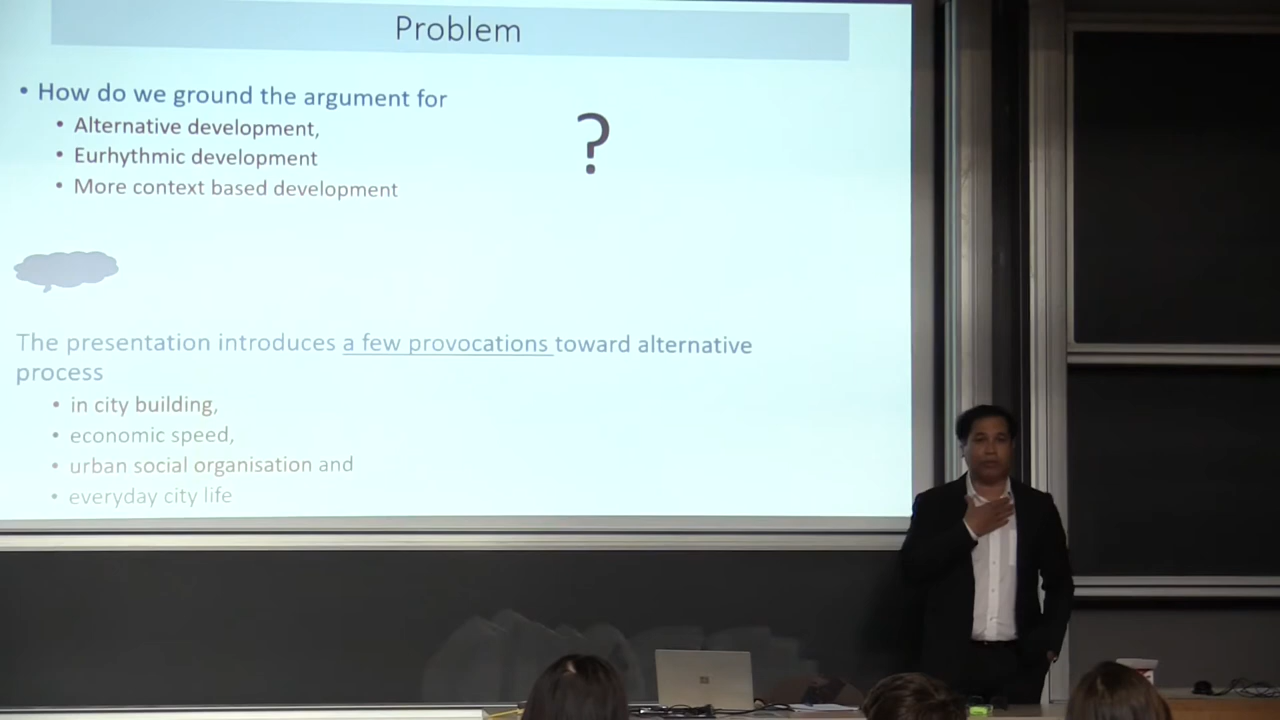 Problem
• How do we ground the argument for
• Alternative development,
• Eurhythmic development
• More context based development
?
The presentation introduces a few provocations toward alternative
process
• in city building,
• economic speed,
• urban social organisation and
• everyday city life